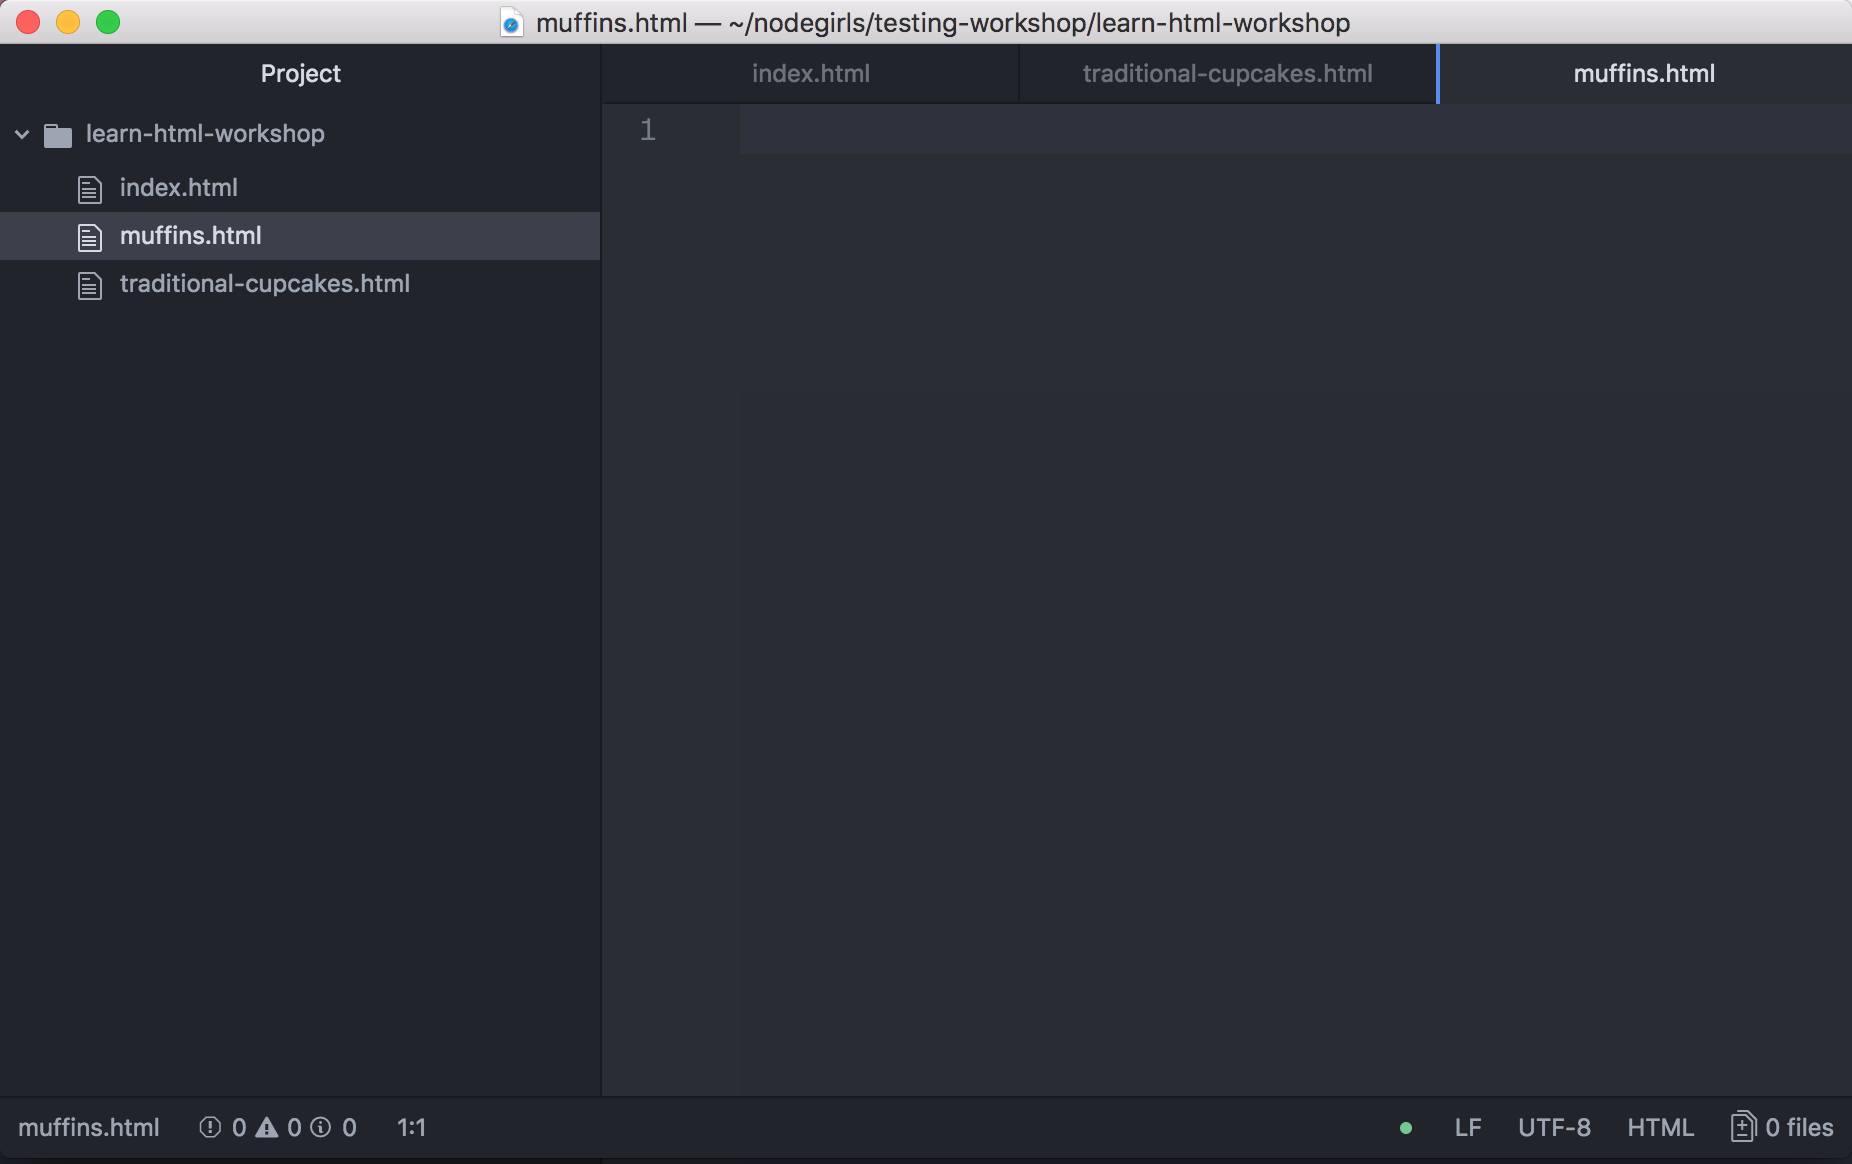 muffins.html — ~/nodegirls/testing-workshop/learn-html-workshop
Project
index.html
traditional-cupcakes.html
muffins.html
learn-html-workshop
index.html
muffins.html
traditional-cupcakes.html
1
muffins.html 0 0 0 1:1 LF UTF-8 HTML 0 files